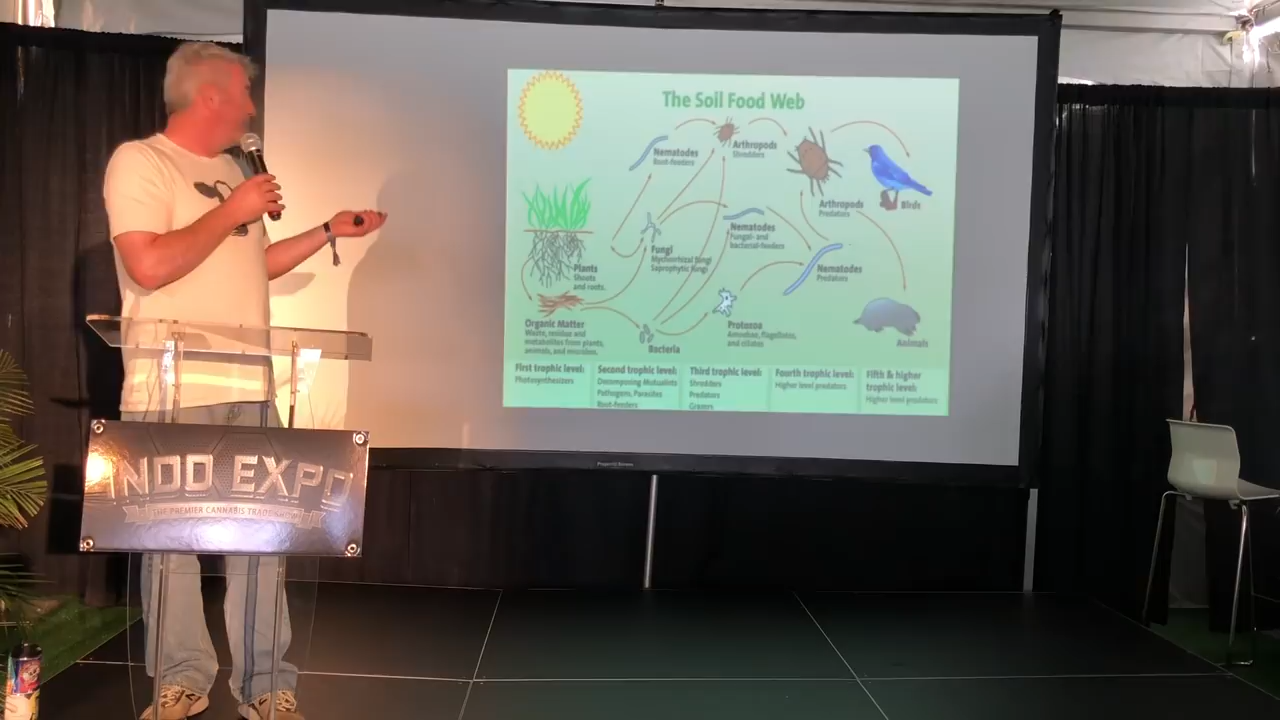 The Soil Food Web
Nematodes
Root-feeders
Arthropods
Shredders
Arthropods
Predators
Birds
Nematodes
Fungal- and
bacterial-feeders
Fungi
Mychorrhizal fungi
Saprophytic fungi
Nematodes
Predators
Plants
Shoots
and roots.
Organic Matter
Waste, residue and
metabolites from plants,
animals, and microbes.
Bacteria
Protozoa
Amoebae, flagellates,
and ciliates
Animals
First trophic level:
Photosynthesizers
Second trophic level:
Decomposing Mutualists
Pathogens, Parasites
Root-feeders
Third trophic level:
Shredders
Predators
Grazers
Fourth trophic level:
Higher level predators
Fifth & higher
trophic level:
Higher level predators
INDO EXPO
THE PREMIER CANNABIS TRADE SHOW